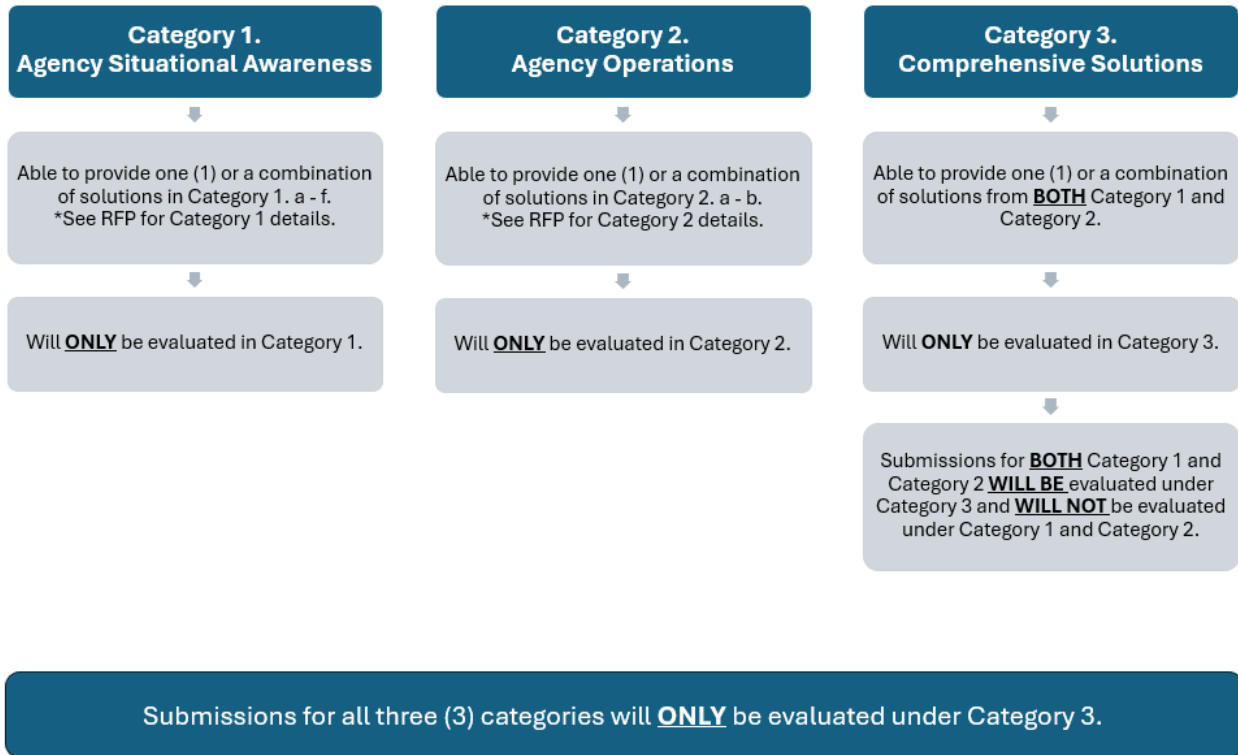 Category 1.
Agency Situational Awareness
Able to provide one (1) or a combination
of solutions in Category 1. a - f.
*See RFP for Category 1 details.
Will ONLY be evaluated in Category 1.
Category 2.
Agency Operations
Able to provide one (1) or a combination
of solutions in Category 2. a - b.
*See RFP for Category 2 details.
Will ONLY be evaluated in Category 2.
Category 3.
Comprehensive Solutions
Able to provide one (1) or a combination
of solutions from BOTH Category 1 and
Category 2.
Will ONLY be evaluated in Category 3.
Submissions for BOTH Category 1 and
Category 2 WILL BE evaluated under
Category 3 and WILL NOT be evaluated
under Category 1 and Category 2.
Submissions for all three (3) categories will ONLY be evaluated under Category 3.